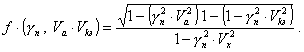 f · (γₙ, Vₐ · Vₖₛ) = √(1−(γₙ² · Vₐ²) 1−(1−γₙ² · Vₖₛ²)) / (1−γₙ² · Vₓ²).